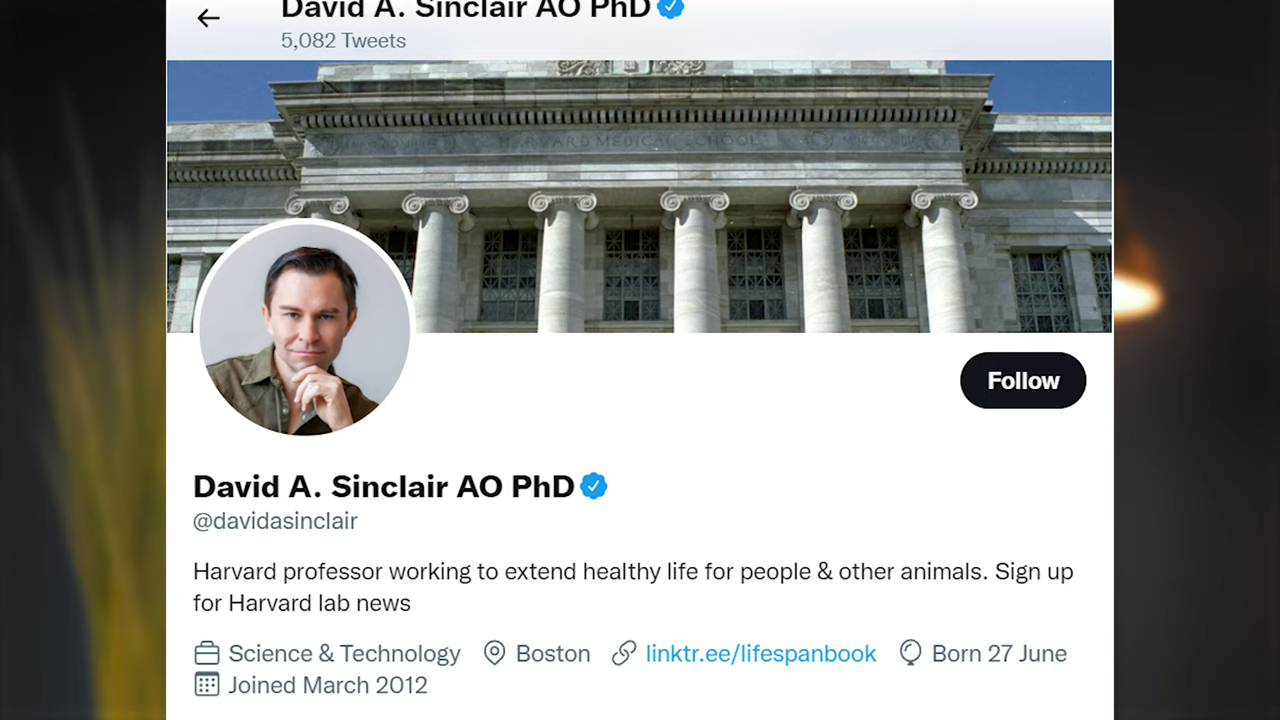 David A. Sinclair AO PhD
5,082 Tweets
HARVARD MEDICAL SCHOOL
Follow
David A. Sinclair AO PhD
@davidasinclair
Harvard professor working to extend healthy life for people & other animals. Sign up
for Harvard lab news
Science & Technology Boston linktr.ee/lifespanbook Born 27 June
Joined March 2012